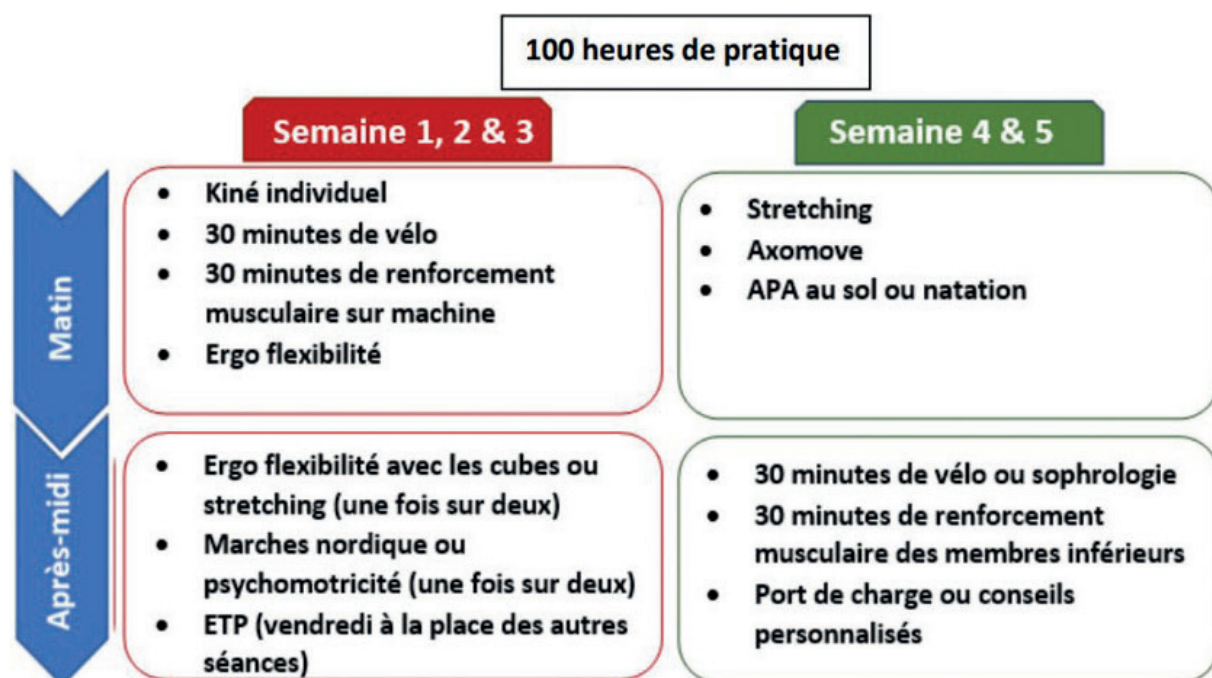 100 heures de pratique
Semaine 1, 2 & 3
Semaine 4 & 5
Matin
• Kiné individuel
• 30 minutes de vélo
• 30 minutes de renforcement
musculaire sur machine
• Ergo flexibilité
• Stretching
• Axomove
• APA au sol ou natation
Après-midi
• Ergo flexibilité avec les cubes ou
stretching (une fois sur deux)
• Marches nordique ou
psychomotricité (une fois sur deux)
• ETP (vendredi à la place des autres
séances)
• 30 minutes de vélo ou sophrologie
• 30 minutes de renforcement
musculaire des membres inférieurs
• Port de charge ou conseils
personnalisés